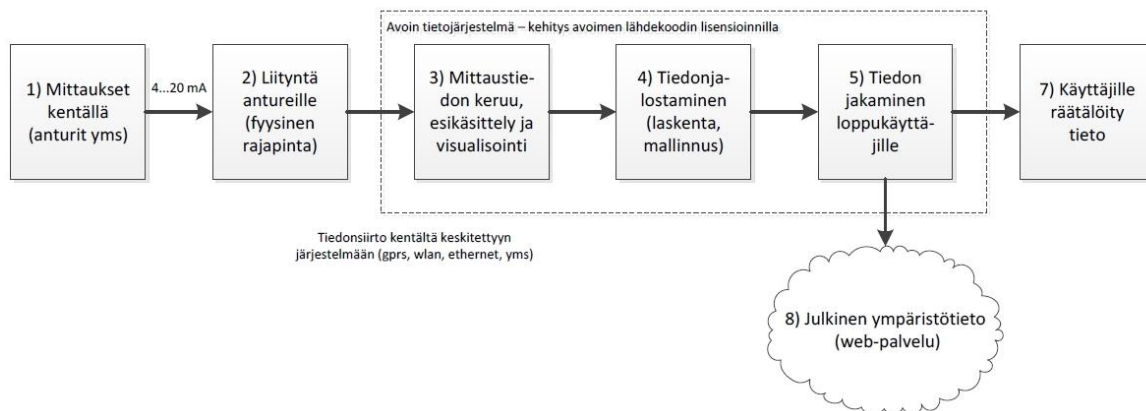 Avoin tietojärjestelmä – kehitys avoimen lähdekoodin lisensioinnilla
1) Mittaukset
kentällä
(anturit yms)
4...20 mA
2) Liityntä
antureille
(fyysinen
rajapinta)
3) Mittaustie-
don keruu,
esikäsittely ja
visualisointi
4) Tiedonja-
lostaminen
(laskenta,
mallinnus)
5) Tiedon
jakaminen
loppukäyttä-
jille
7) Käyttäjille
räätälöity
tieto
Tiedonsiirto kentältä keskitettyyn
järjestelmään (gprs, wlan, ethernet, yms)
8) Julkinen ympäristötieto
(web-palvelu)